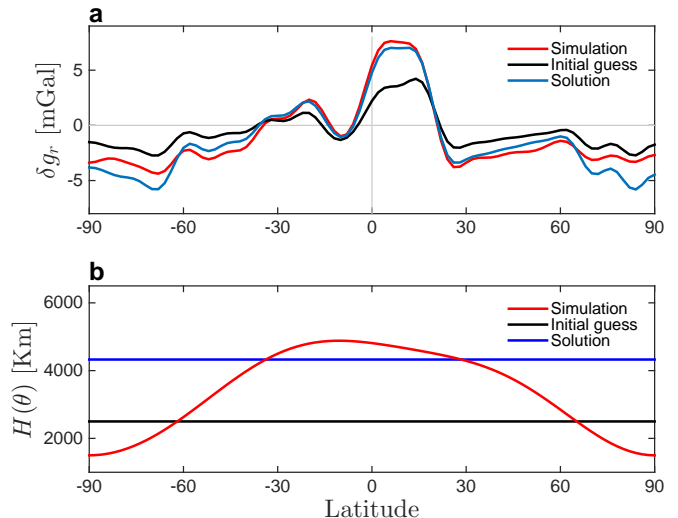 a
Simulation
Initial guess
Solution
δg_r [mGal]
5
0
-5
-90 -60 -30 0 30 60 90
b
Simulation
Initial guess
Solution
H(θ) [Km]
6000
4000
2000
-90 -60 -30 0 30 60 90
Latitude